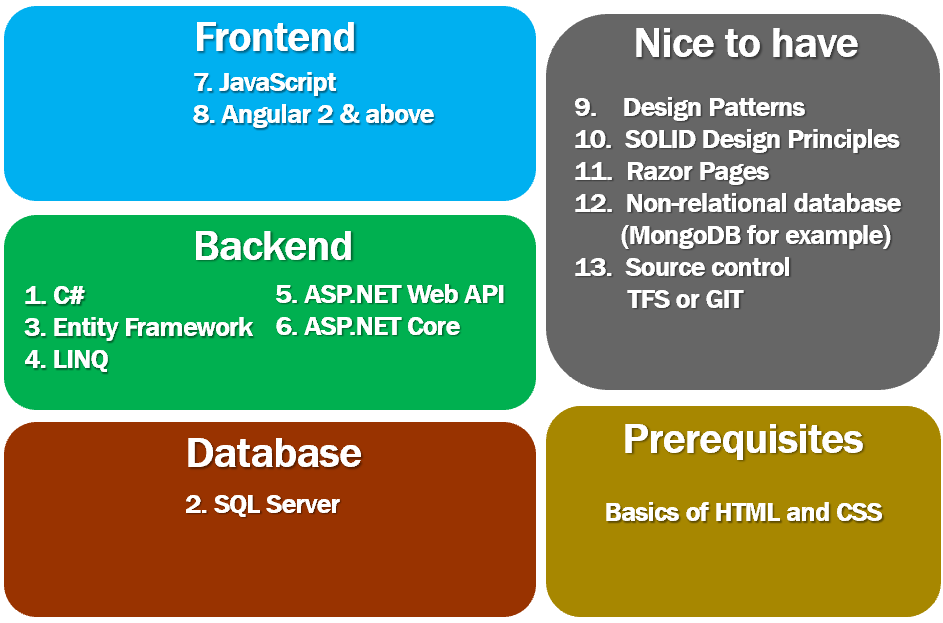 Frontend
7. JavaScript
8. Angular 2 & above
Backend
1. C#
3. Entity Framework
4. LINQ
5. ASP.NET Web API
6. ASP.NET Core
Database
2. SQL Server
Nice to have
9. Design Patterns
10. SOLID Design Principles
11. Razor Pages
12. Non-relational database
(MongoDB for example)
13. Source control
TFS or GIT
Prerequisites
Basics of HTML and CSS